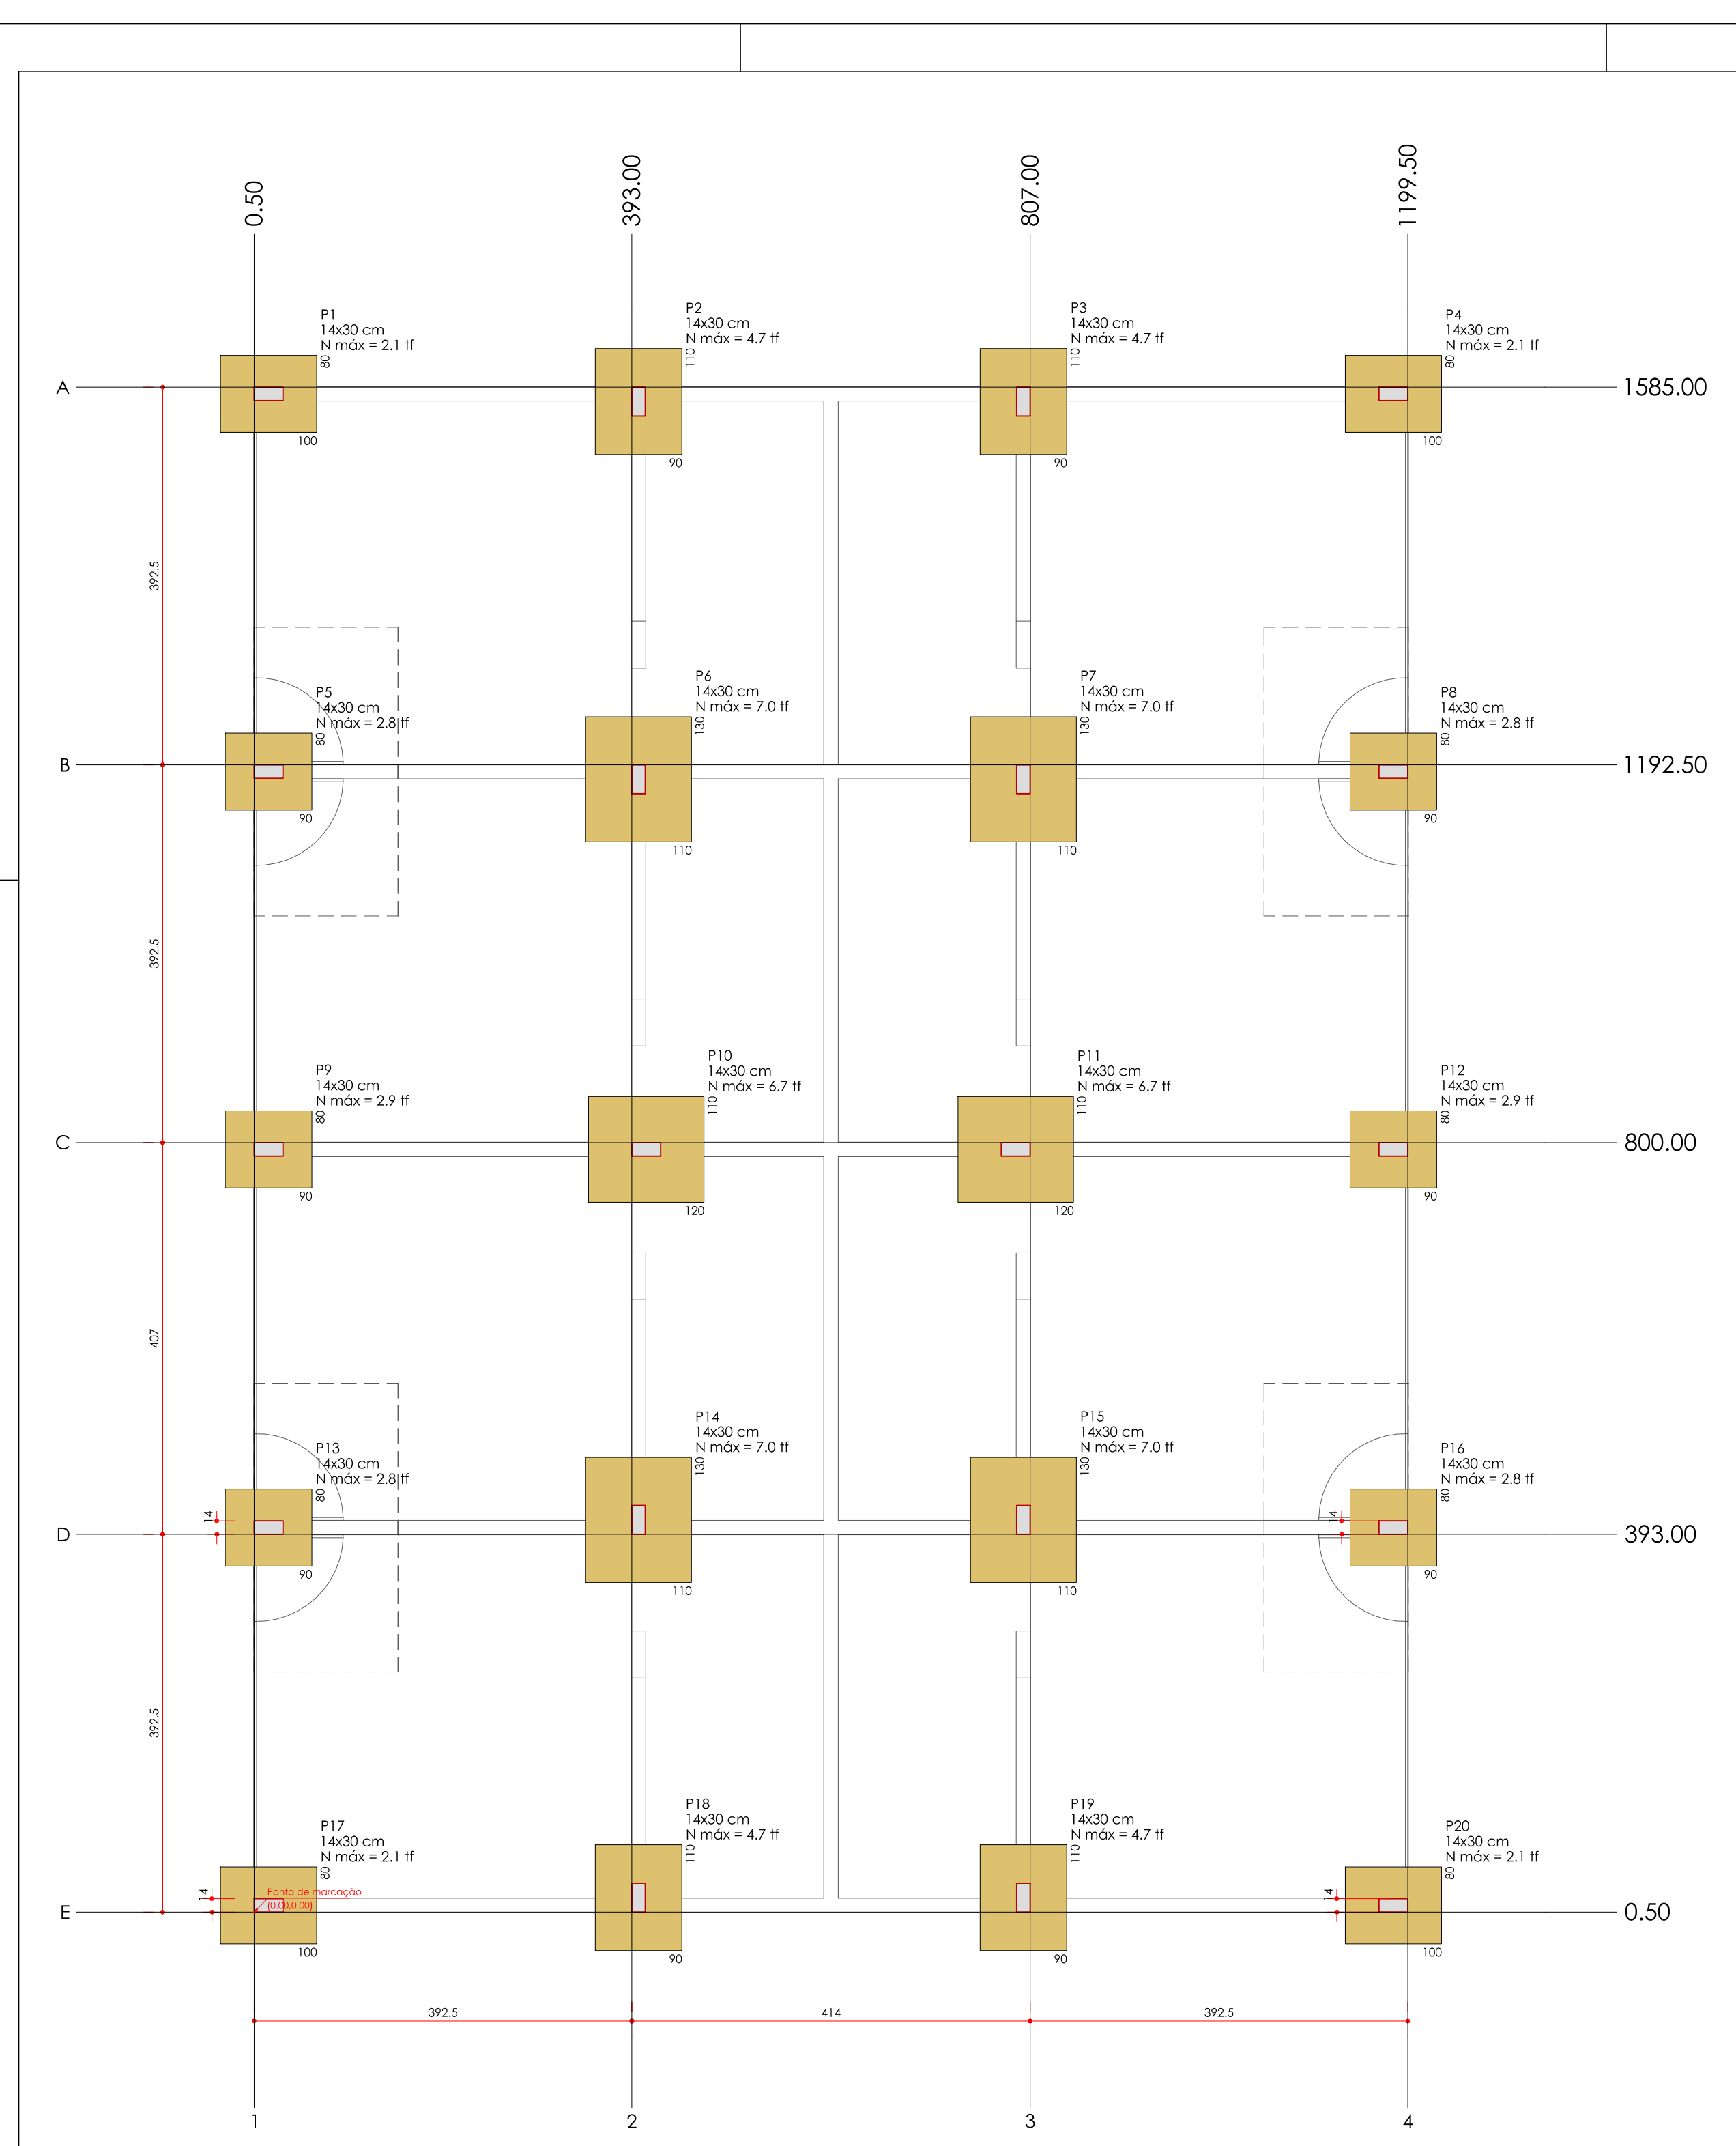 0.50
393.00
807.00
1199.50
P1
14x30 cm
N máx = 2.1 tf
80
100
P2
14x30 cm
N máx = 4.7 tf
110
90
P3
14x30 cm
N máx = 4.7 tf
110
90
P4
14x30 cm
N máx = 2.1 tf
80
100
A
1585.00
392.5
P5
14x30 cm
N máx = 2.8 tf
80
90
P6
14x30 cm
N máx = 7.0 tf
130
110
P7
14x30 cm
N máx = 7.0 tf
130
110
P8
14x30 cm
N máx = 2.8 tf
80
90
B
1192.50
392.5
P9
14x30 cm
N máx = 2.9 tf
80
90
P10
14x30 cm
N máx = 6.7 tf
110
120
P11
14x30 cm
N máx = 6.7 tf
110
120
P12
14x30 cm
N máx = 2.9 tf
80
90
C
800.00
407
P13
14x30 cm
N máx = 2.8 tf
80
14
90
P14
14x30 cm
N máx = 7.0 tf
130
110
P15
14x30 cm
N máx = 7.0 tf
130
110
P16
14x30 cm
N máx = 2.8 tf
80
14
90
D
393.00
392.5
P17
14x30 cm
N máx = 2.1 tf
80
14
Ponto de marcação
(0.00,0.00)
100
P18
14x30 cm
N máx = 4.7 tf
110
90
P19
14x30 cm
N máx = 4.7 tf
110
90
P20
14x30 cm
N máx = 2.1 tf
80
14
100
E
0.50
392.5
414
392.5
1
2
3
4